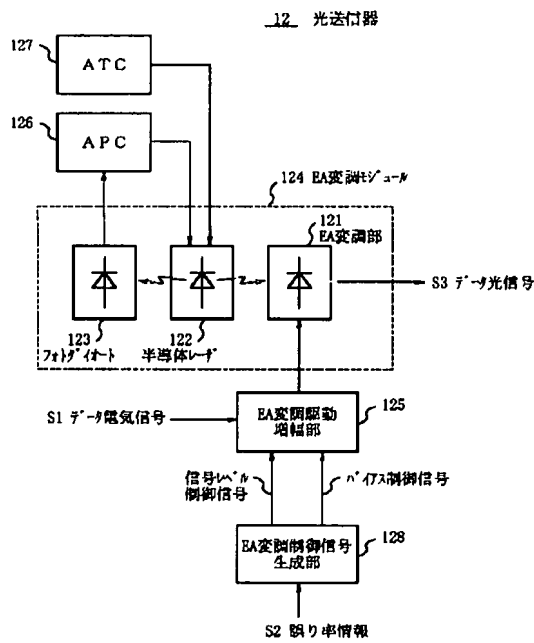 12 光送信器
127
ATC
126
APC
124 EA変調モジュール
121
EA変調部
S3 データ光信号
123
フォトダイオード
122
半導体レーザ
S1 データ電気信号
EA変調駆動
増幅部
125
信号レベル
制御信号
バイアス制御信号
EA変調制御信号
生成部
128
S2 誤り率情報